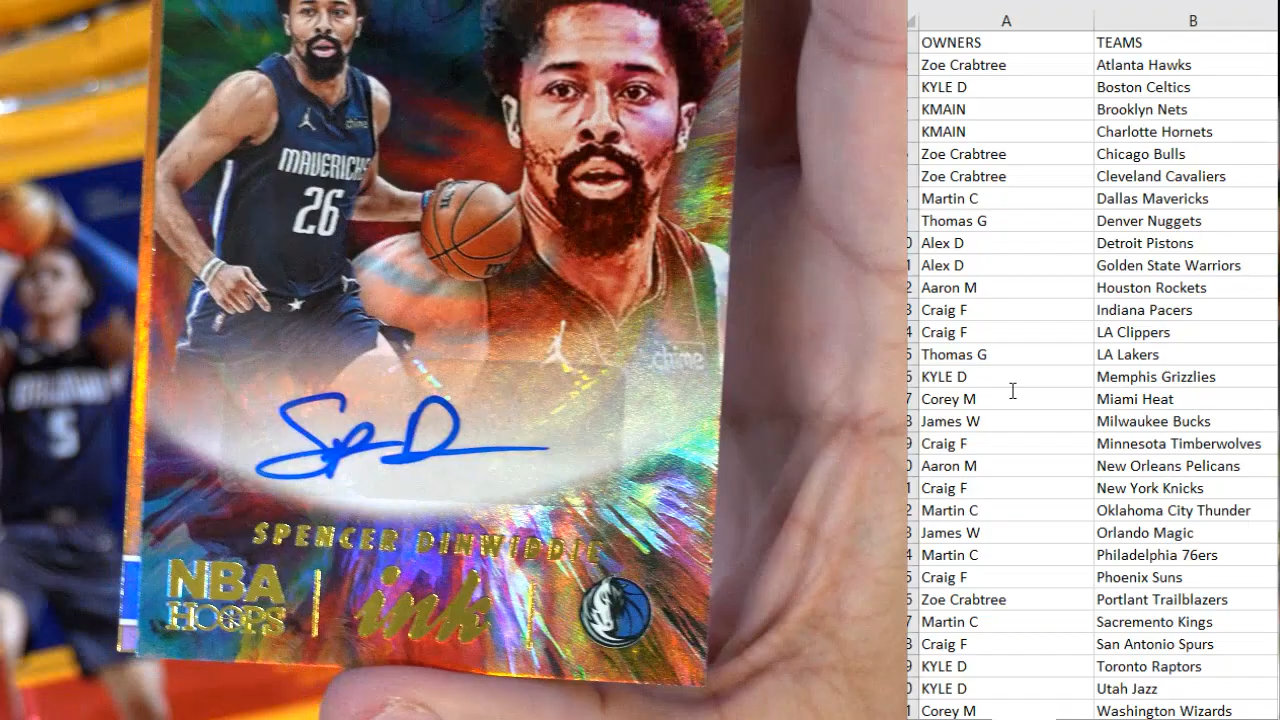 MAVERICKS
26
chime
SPENCER DINWIDDIE
NBA HOOPS | ink
5
A B
OWNERS TEAMS
Zoe Crabtree Atlanta Hawks
KYLE D Boston Celtics
KMAIN Brooklyn Nets
KMAIN Charlotte Hornets
Zoe Crabtree Chicago Bulls
Zoe Crabtree Cleveland Cavaliers
Martin C Dallas Mavericks
Thomas G Denver Nuggets
Alex D Detroit Pistons
Alex D Golden State Warriors
Aaron M Houston Rockets
Craig F Indiana Pacers
Craig F LA Clippers
Thomas G LA Lakers
KYLE D Memphis Grizzlies
Corey M Miami Heat
James W Milwaukee Bucks
Craig F Minnesota Timberwolves
Aaron M New Orleans Pelicans
Craig F New York Knicks
Martin C Oklahoma City Thunder
James W Orlando Magic
Martin C Philadelphia 76ers
Craig F Phoenix Suns
Zoe Crabtree Portlant Trailblazers
Martin C Sacremento Kings
Craig F San Antonio Spurs
KYLE D Toronto Raptors
KYLE D Utah Jazz
Corey M Washington Wizards